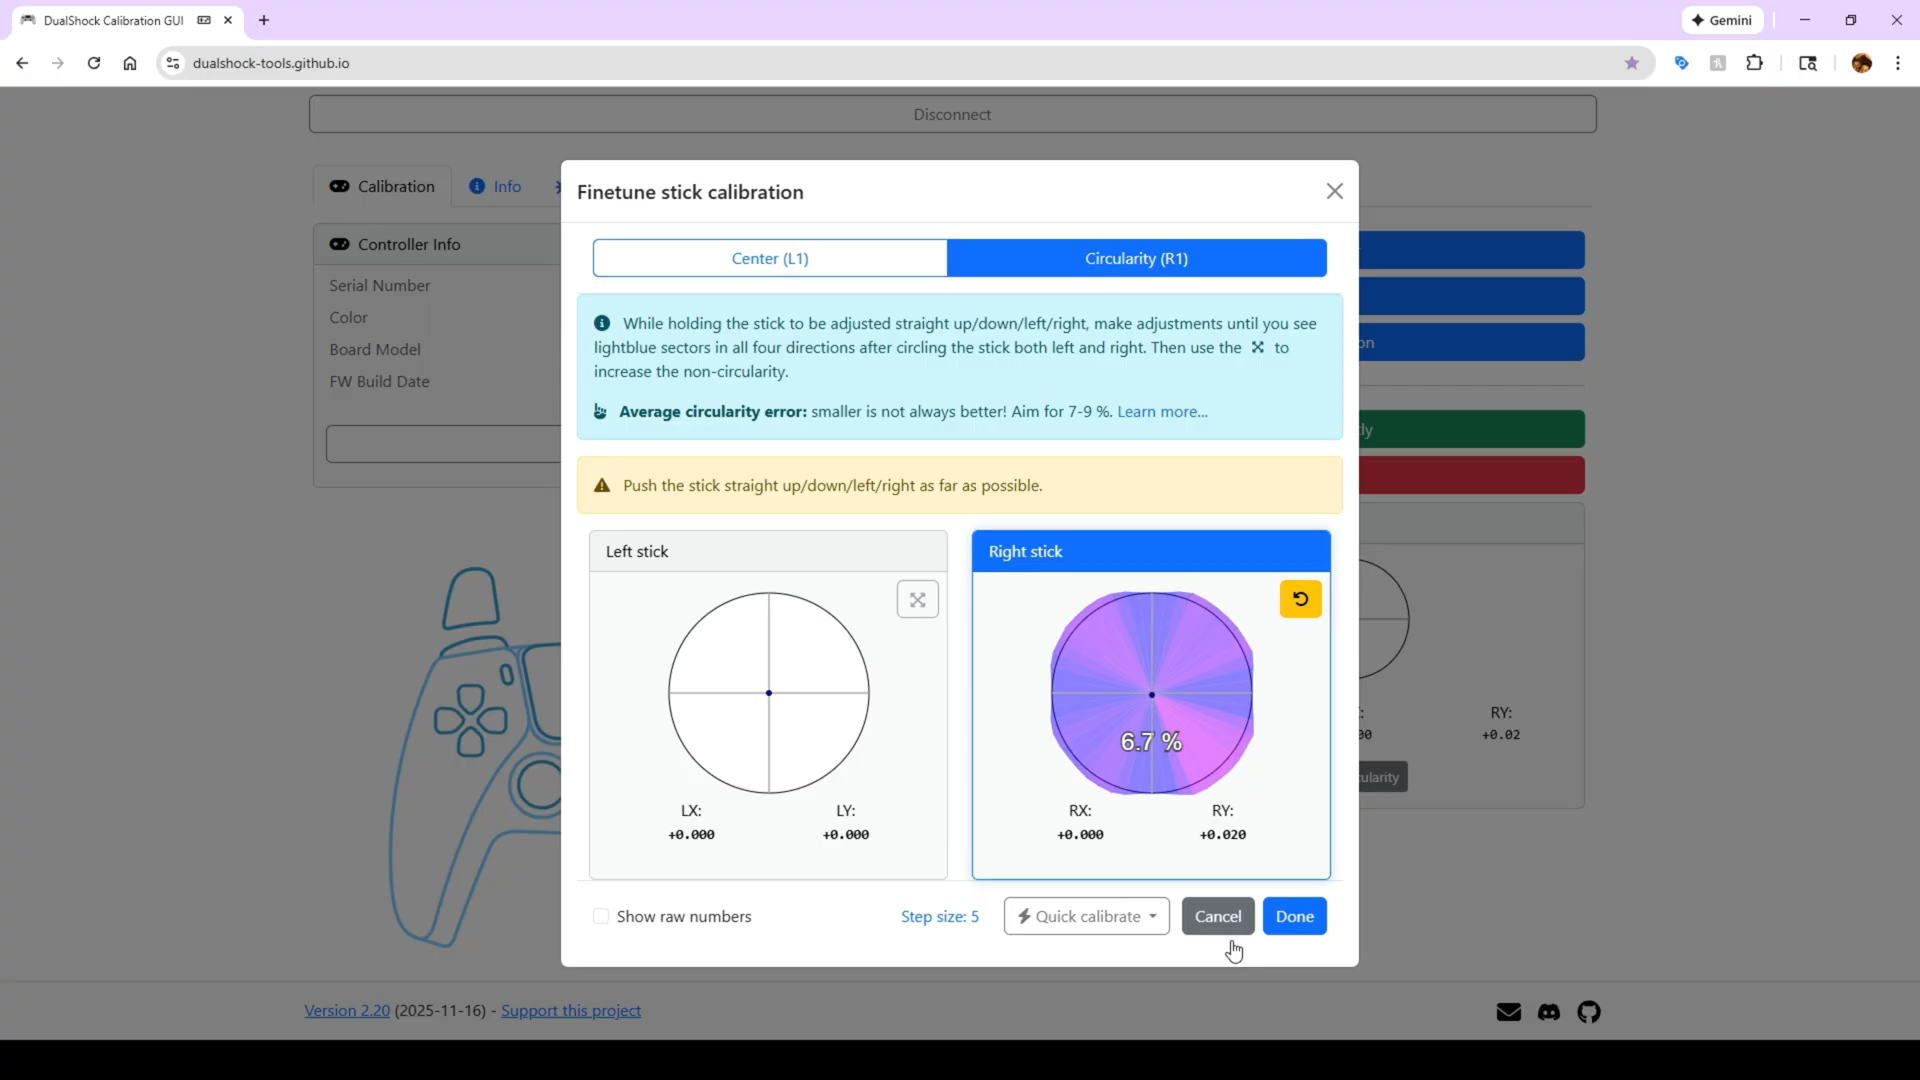 DualShock Calibration GUI
Gemini
dualshock-tools.github.io
Disconnect
Calibration
Info
Controller Info
Serial Number
Color
Board Model
FW Build Date
Finetune stick calibration
Center (L1)
Circularity (R1)
While holding the stick to be adjusted straight up/down/left/right, make adjustments until you see
lightblue sectors in all four directions after circling the stick both left and right. Then use the to
increase the non-circularity.
Average circularity error: smaller is not always better! Aim for 7-9 %. Learn more...
Push the stick straight up/down/left/right as far as possible.
Left stick
Right stick
6.7 %
LX:
LY:
+0.000
+0.000
RX:
RY:
+0.000
+0.020
RY:
+0.02
Show raw numbers
Step size: 5
Quick calibrate
Cancel
Done
Version 2.20 (2025-11-16) - Support this project